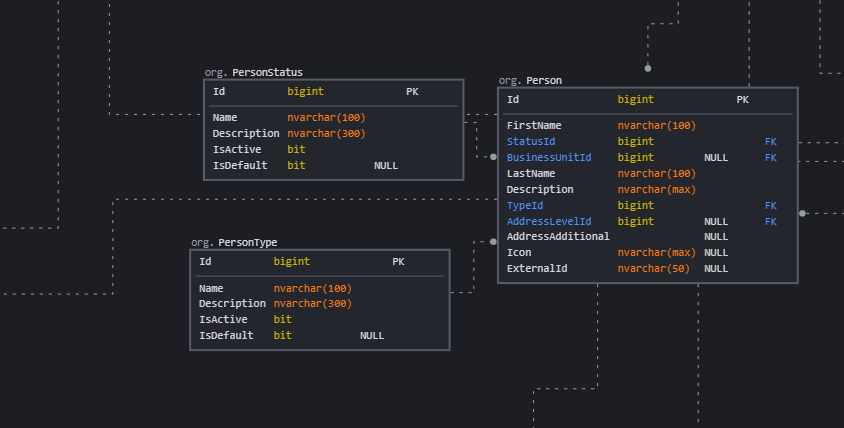 org. PersonStatus
Id bigint PK
Name nvarchar(100)
Description nvarchar(300)
IsActive bit
IsDefault bit NULL
org. Person
Id bigint PK
FirstName nvarchar(100)
StatusId bigint FK
BusinessUnitId bigint NULL FK
LastName nvarchar(100)
Description nvarchar(max)
TypeId bigint FK
AddressLevelId bigint NULL FK
AddressAdditional NULL
Icon nvarchar(max) NULL
ExternalId nvarchar(50) NULL
org. PersonType
Id bigint PK
Name nvarchar(100)
Description nvarchar(300)
IsActive bit
IsDefault bit NULL